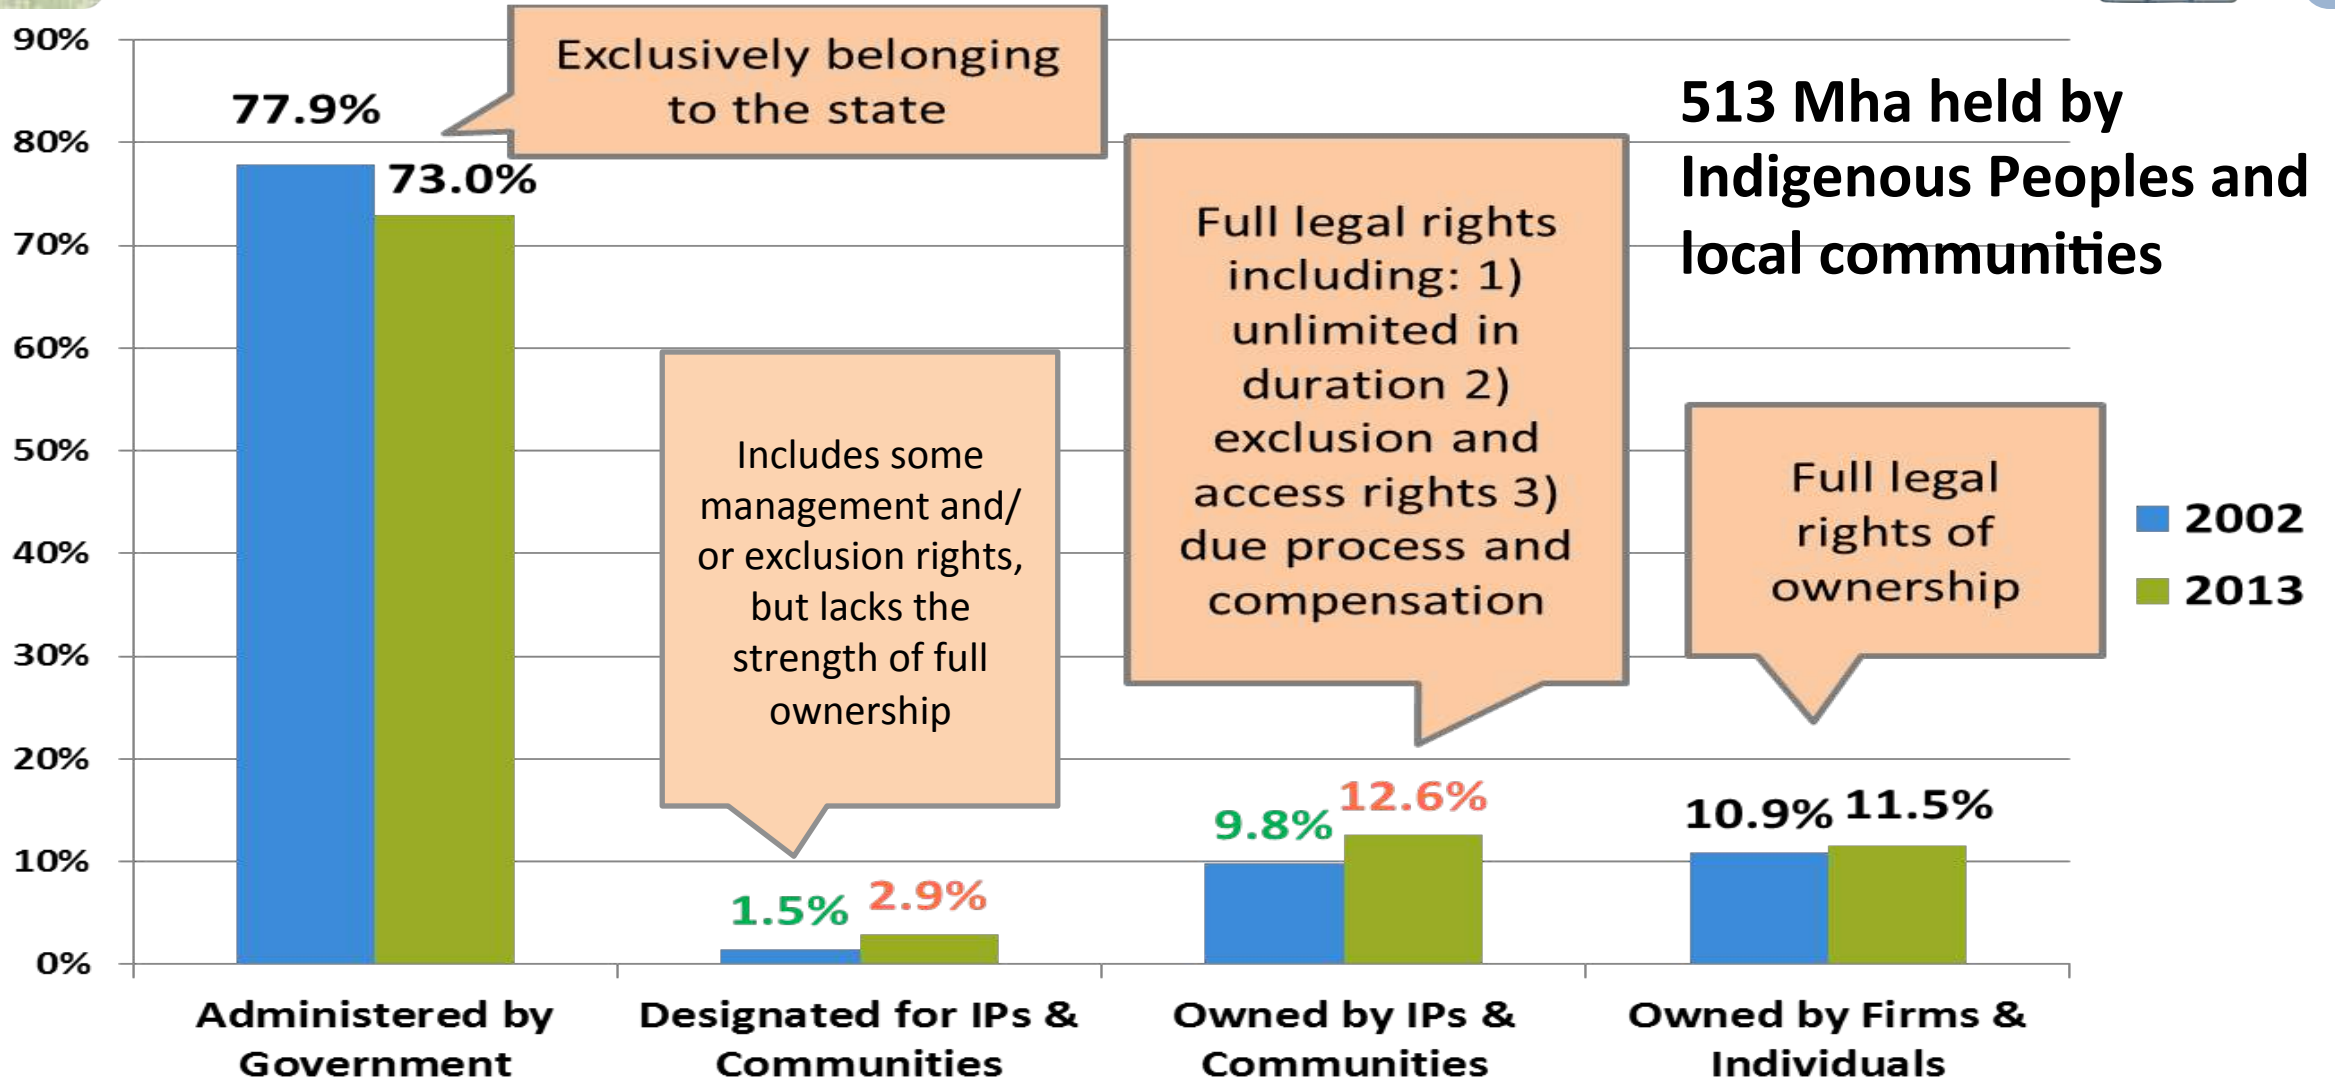 90%
80%
70%
60%
50%
40%
30%
20%
10%
0%
77.9%
73.0%
Exclusively belonging
to the state
1.5%
2.9%
Includes some
management and/
or exclusion rights,
but lacks the
strength of full
ownership
9.8%
12.6%
Full legal rights
including: 1)
unlimited in
duration 2)
exclusion and
access rights 3)
due process and
compensation
10.9%
11.5%
Full legal
rights of
ownership
513 Mha held by
Indigenous Peoples and
local communities
2002
2013
Administered by
Government
Designated for IPs &
Communities
Owned by IPs &
Communities
Owned by Firms &
Individuals